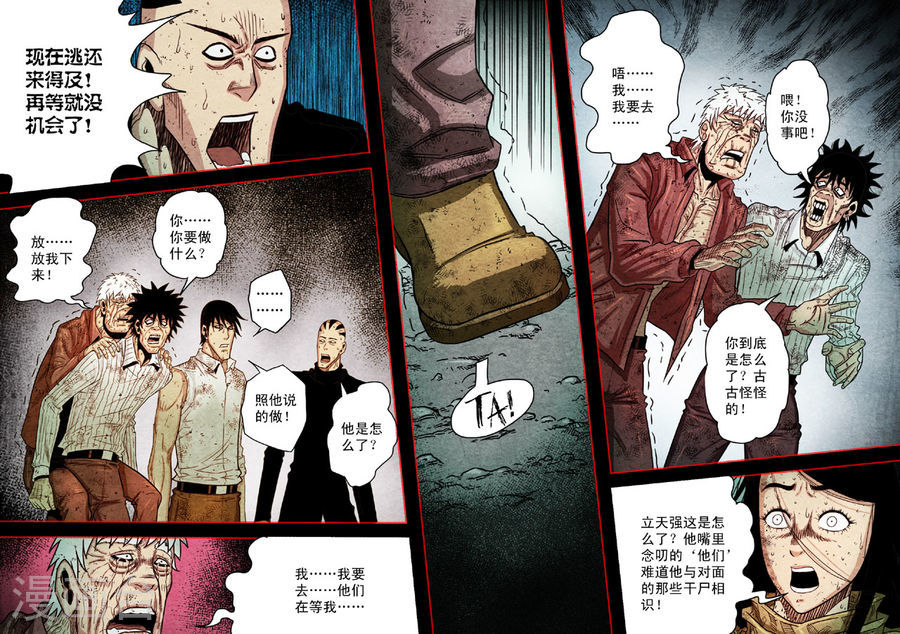 现在逃还
来得及！
再等就没
机会了！
放……
放我下
来！
你……
你要做
什么？
……
……
照他说
的做！
他是怎
么了？
我……我要
去……他们
在等我……
TA!
唔……
我……
我要去
……
喂！
你没
事吧！
你到底
是怎么
了？古
古怪怪
的！
立天强这是怎
么了？他嘴里
念叨的‘他们’
难道他与对面
的那些干尸相
识！